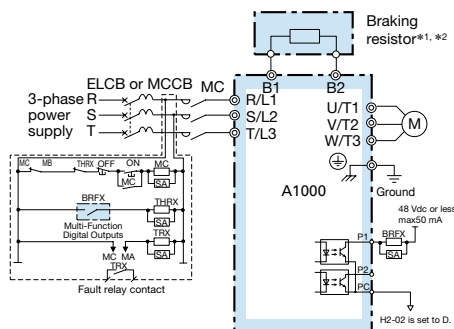 Braking
resistor*1, *2
ELCB or MCCB MC
B1 B2
3-phase
power
supply
R
S
T
R/L1
S/L2
T/L3
U/T1
V/T2
W/T3
M
A1000
Ground
MC MB THRX OFF ON MC
MC
SA
BRFX
THRX
SA
Multi-Function
Digital Outputs
TRX
SA
MC MA
TRX
Fault relay contact
48 Vdc or less
max50 mA
P1
BRFX
SA
P2
PC
H2-02 is set to D.